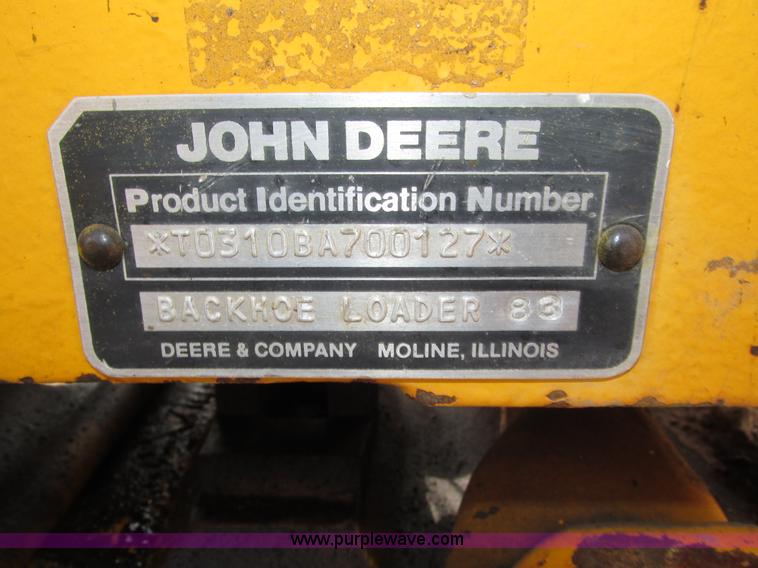 JOHN DEERE
Product Identification Number
*T0310BA700127*
BACKHOE LOADER 83
DEERE & COMPANY MOLINE, ILLINOIS
www.purplewave.com